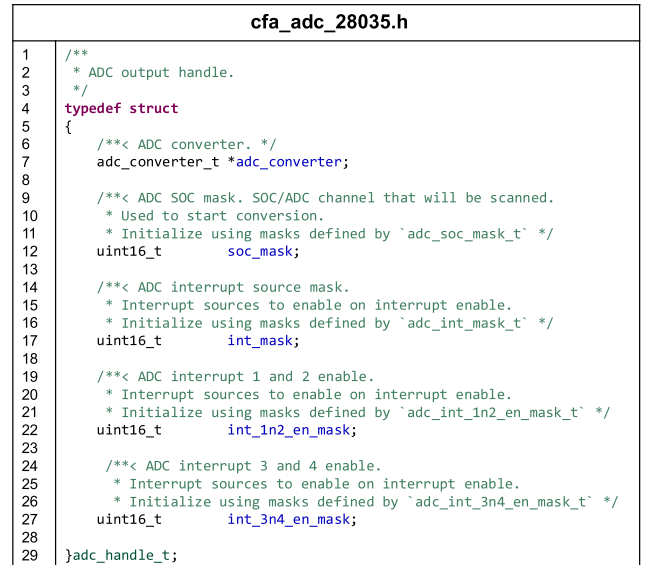 cfa_adc_28035.h
1 /**
2  * ADC output handle.
3  */
4 typedef struct
5 {
6     /**< ADC converter. */
7     adc_converter_t *adc_converter;
8
9     /**< ADC SOC mask. SOC/ADC channel that will be scanned.
10      * Used to start conversion.
11      * Initialize using masks defined by `adc_soc_mask_t` */
12     uint16_t        soc_mask;
13
14     /**< ADC interrupt source mask.
15      * Interrupt sources to enable on interrupt enable.
16      * Initialize using masks defined by `adc_int_mask_t` */
17     uint16_t        int_mask;
18
19     /**< ADC interrupt 1 and 2 enable.
20      * Interrupt sources to enable on interrupt enable.
21      * Initialize using masks defined by `adc_int_1n2_en_mask_t` */
22     uint16_t        int_1n2_en_mask;
23
24      /**< ADC interrupt 3 and 4 enable.
25       * Interrupt sources to enable on interrupt enable.
26       * Initialize using masks defined by `adc_int_3n4_en_mask_t` */
27     uint16_t        int_3n4_en_mask;
28
29 }adc_handle_t;